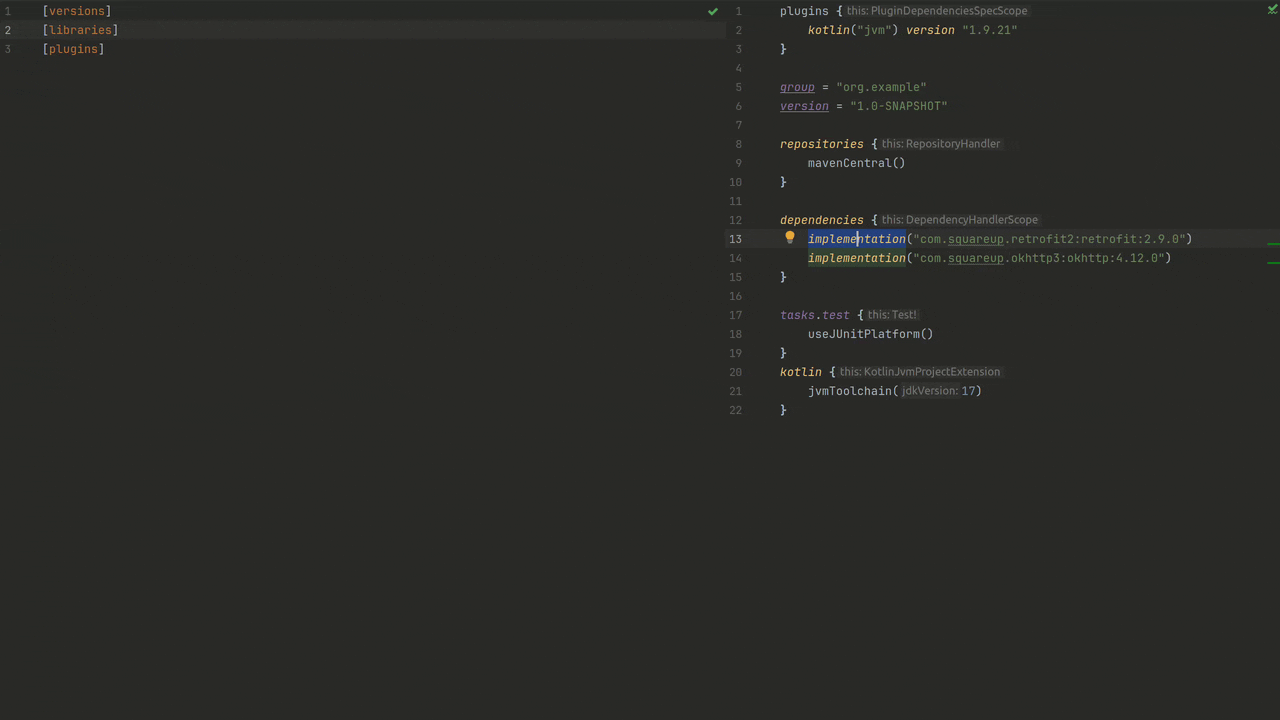 1 [versions]
2 [libraries]
3 [plugins]
1 plugins { this: PluginDependenciesSpecScope
2 kotlin("jvm") version "1.9.21"
3 }
4
5 group = "org.example"
6 version = "1.0-SNAPSHOT"
7
8 repositories { this: RepositoryHandler
9 mavenCentral()
10 }
11
12 dependencies { this: DependencyHandlerScope
13 implementation("com.squareup.retrofit2:retrofit:2.9.0")
14 implementation("com.squareup.okhttp3:okhttp:4.12.0")
15 }
16
17 tasks.test { this: Test!
18 useJUnitPlatform()
19 }
20 kotlin { this: KotlinJvmProjectExtension
21 jvmToolchain( jdkVersion: 17)
22 }